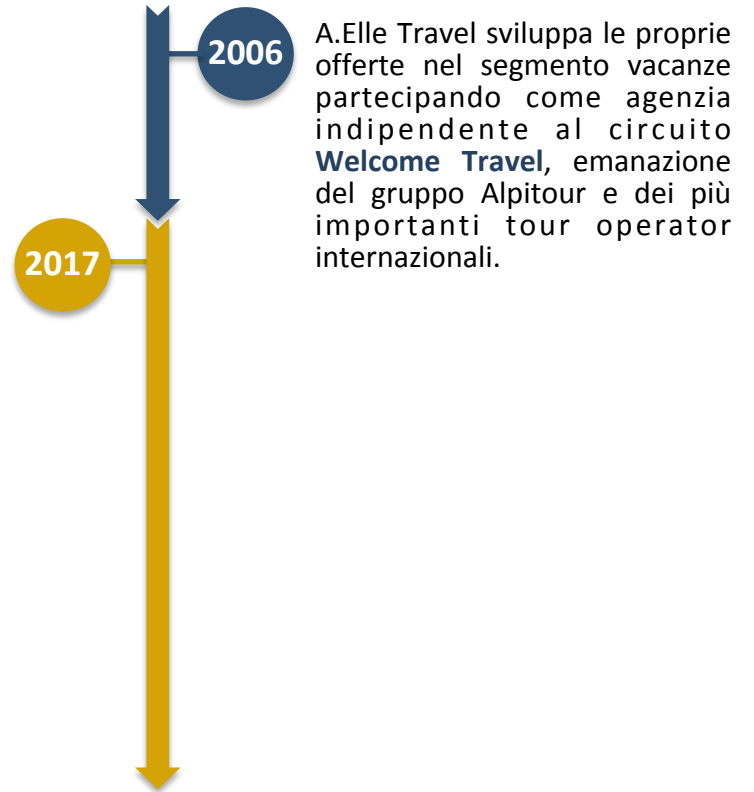 2006
A.Elle Travel sviluppa le proprie
offerte nel segmento vacanze
partecipando come agenzia
indipendente al circuito
Welcome Travel, emanazione
del gruppo Alpitour e dei più
importanti tour operator
internazionali.
2017